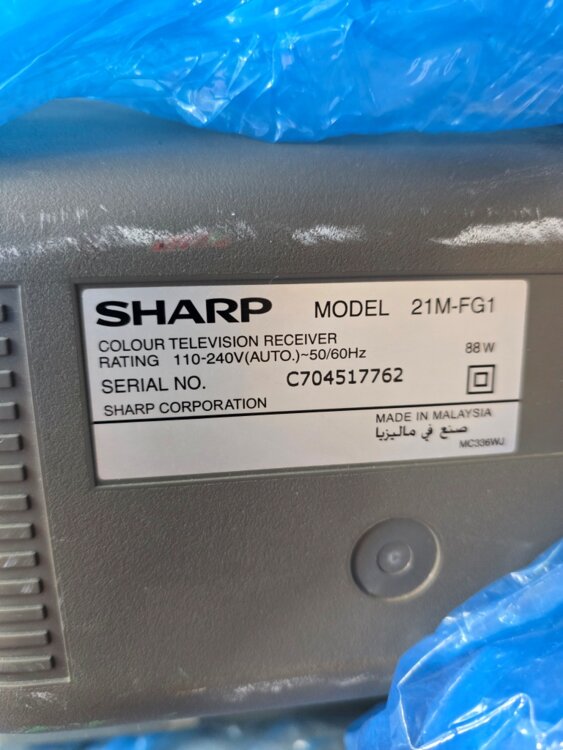 SHARP MODEL 21M-FG1
COLOUR TELEVISION RECEIVER
RATING 110-240V(AUTO.)~50/60Hz 88W
SERIAL NO. C704517762
SHARP CORPORATION
MADE IN MALAYSIA
صنع في ماليزيا
MC336WJ